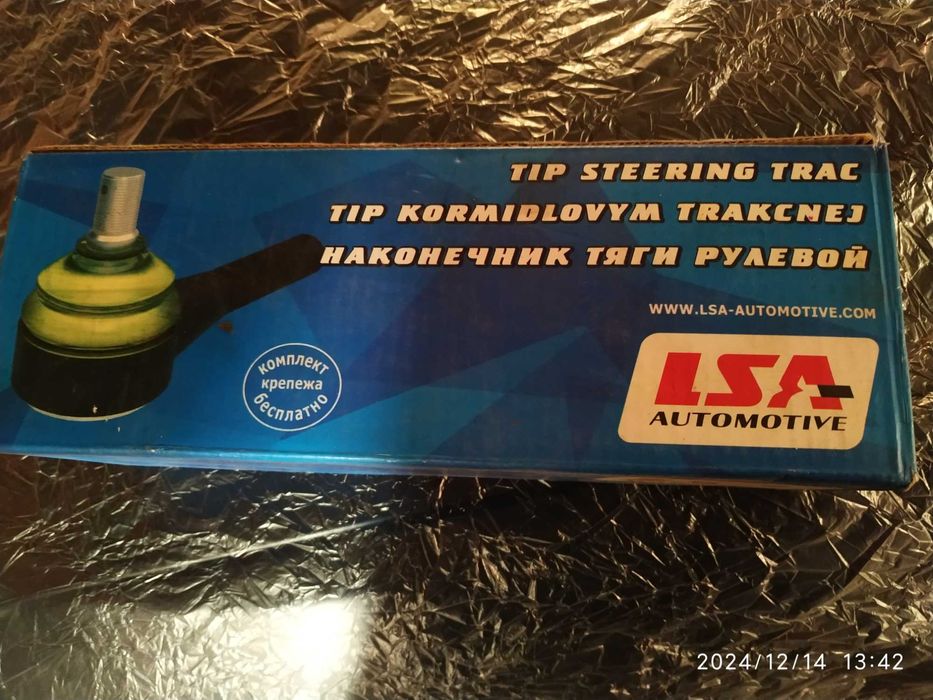 TIP STEERING TRAC
TIP KORMIDLOVYM TRAKCNEJ
НАКОНЕЧНИК ТЯГИ РУЛЕВОЙ
WWW.LSA-AUTOMOTIVE.COM
комплект
крепежа
бесплатно
LSA
AUTOMOTIVE
2024/12/14 13:42